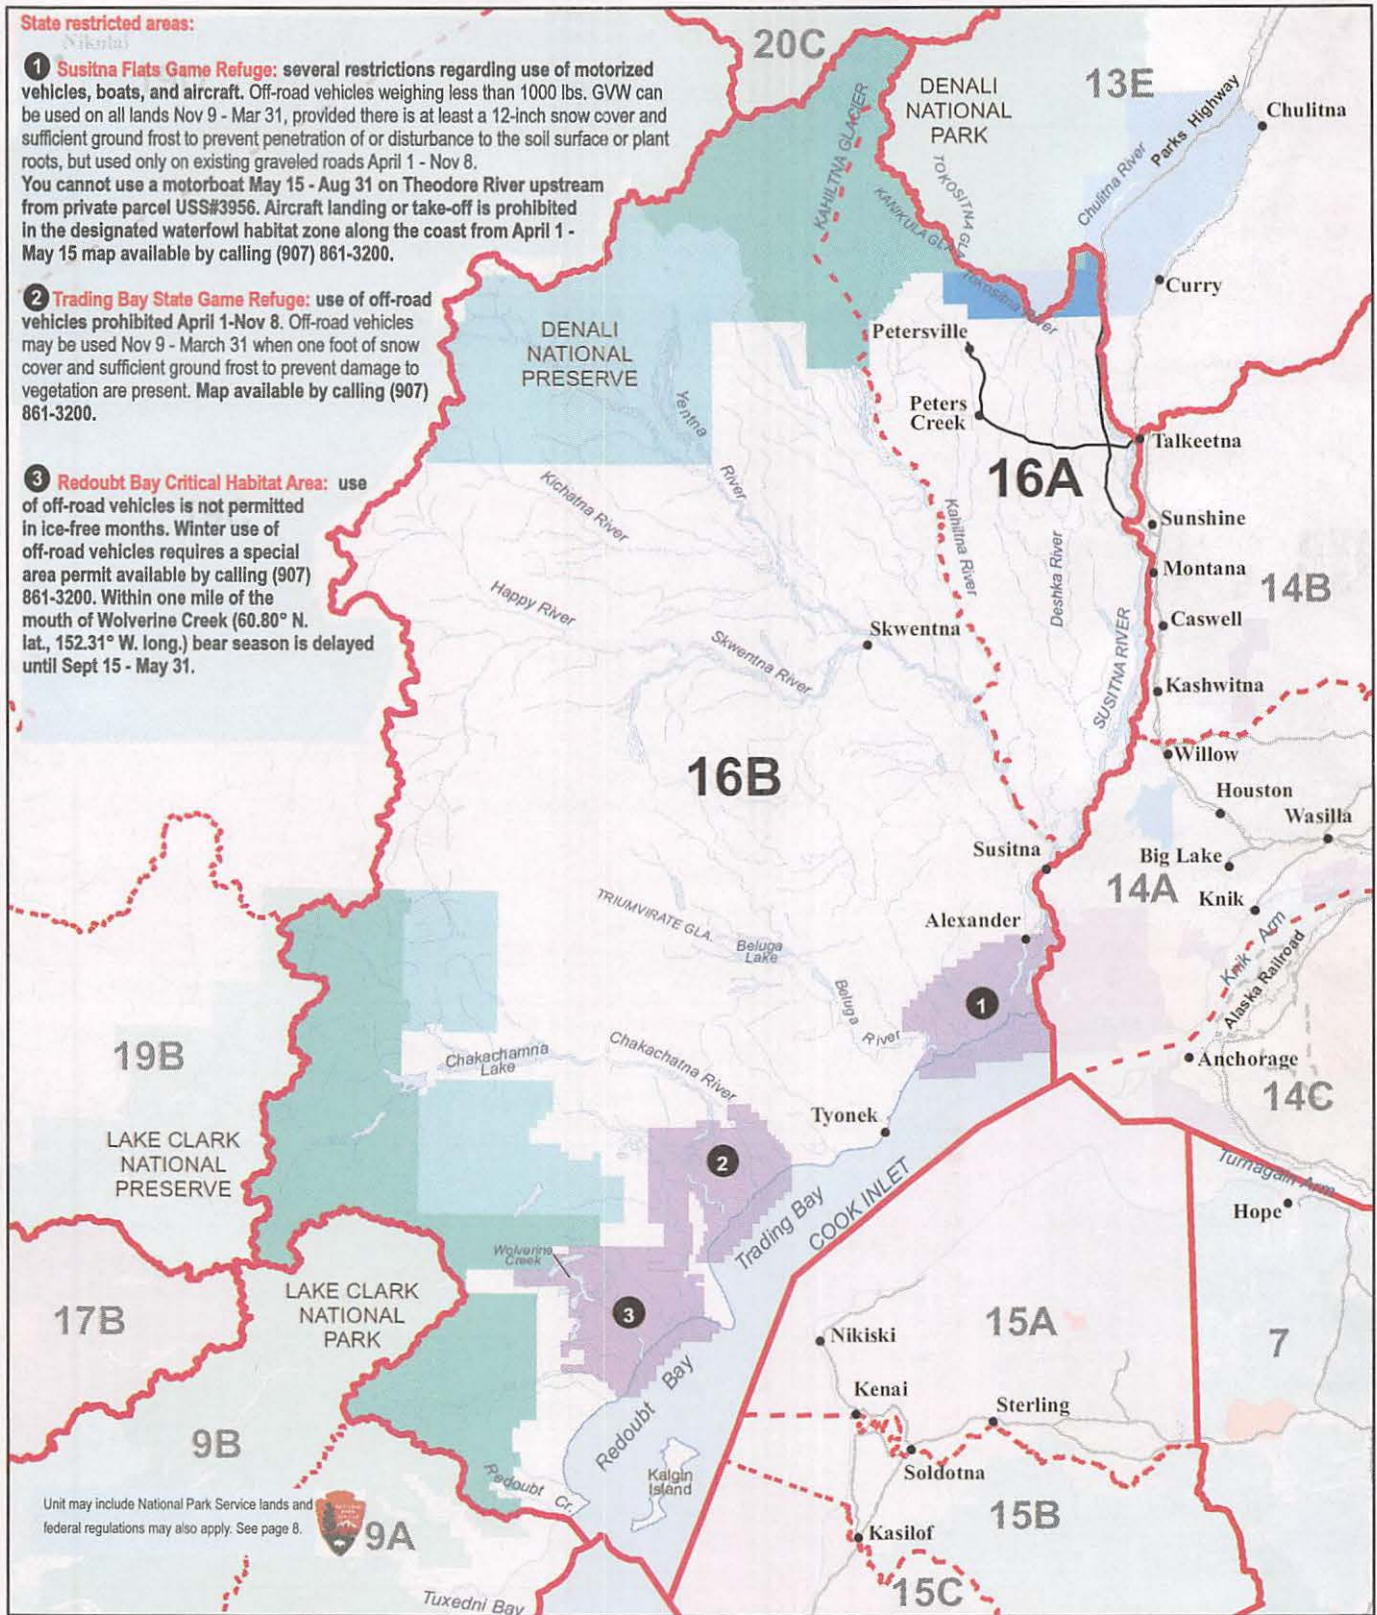 State restricted areas:
Nikolai
1 Susitna Flats Game Refuge: several restrictions regarding use of motorized
vehicles, boats, and aircraft. Off-road vehicles weighing less than 1000 lbs. GVW can
be used on all lands Nov 9 - Mar 31, provided there is at least a 12-inch snow cover and
sufficient ground frost to prevent penetration of or disturbance to the soil surface or plant
roots, but used only on existing graveled roads April 1 - Nov 8.
You cannot use a motorboat May 15 - Aug 31 on Theodore River upstream
from private parcel USS#3956. Aircraft landing or take-off is prohibited
in the designated waterfowl habitat zone along the coast from April 1 -
May 15 map available by calling (907) 861-3200.
2 Trading Bay State Game Refuge: use of off-road
vehicles prohibited April 1-Nov 8. Off-road vehicles
may be used Nov 9 - March 31 when one foot of snow
cover and sufficient ground frost to prevent damage to
vegetation are present. Map available by calling (907)
861-3200.
3 Redoubt Bay Critical Habitat Area: use
of off-road vehicles is not permitted
in ice-free months. Winter use of
off-road vehicles requires a special
area permit available by calling (907)
861-3200. Within one mile of the
mouth of Wolverine Creek (60.80° N.
lat., 152.31° W. long.) bear season is delayed
until Sept 15 - May 31.
20C
DENALI
NATIONAL
PARK
13E
Parks Highway
Chulitna
Chulitna River
KAHILTNA GLACIER
KANIKULA GLA.
TOKOSITNA GLA.
Tokositna River
Curry
DENALI
NATIONAL
PRESERVE
Petersville
Peters
Creek
Talkeetna
16A
Yentna
River
Kichatna River
Kahiltna River
Deshka River
Sunshine
Montana
14B
Happy River
Caswell
Skwentna
Skwentna River
SUSITNA RIVER
Kashwitna
16B
Willow
Houston
Wasilla
Susitna
Big Lake
14A
Knik
Knik Arm
TRIUMVIRATE GLA.
Alexander
Beluga
Lake
Alaska Railroad
Beluga
River
1
19B
Chakachamna
Lake
Chakachatna River
Anchorage
14C
Tyonek
LAKE CLARK
NATIONAL
PRESERVE
2
Turnagain Arm
Trading Bay
COOK INLET
Hope
Wolverine
Creek
LAKE CLARK
NATIONAL
PARK
17B
3
15A
Nikiski
7
Redoubt Bay
Kenai
Sterling
9B
Soldotna
Kalgin
Island
Redoubt Cr.
Unit may include National Park Service lands and
federal regulations may also apply. See page 8.
NATIONAL
PARK
SERVICE
9A
15B
Kasilof
15C
Tuxedni Bay